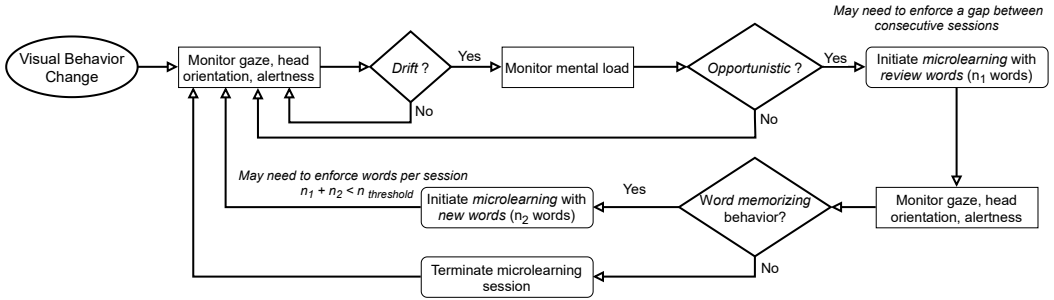 May need to enforce a gap between
consecutive sessions
Visual Behavior
Change
Monitor gaze, head
orientation, alertness
Drift ?
Yes
No
Monitor mental load
Opportunistic ?
Yes
No
Initiate microlearning with
review words (n1 words)
Monitor gaze, head
orientation, alertness
Word memorizing
behavior?
Yes
No
May need to enforce words per session
n1 + n2 < n threshold
Initiate microlearning with
new words (n2 words)
Terminate microlearning
session